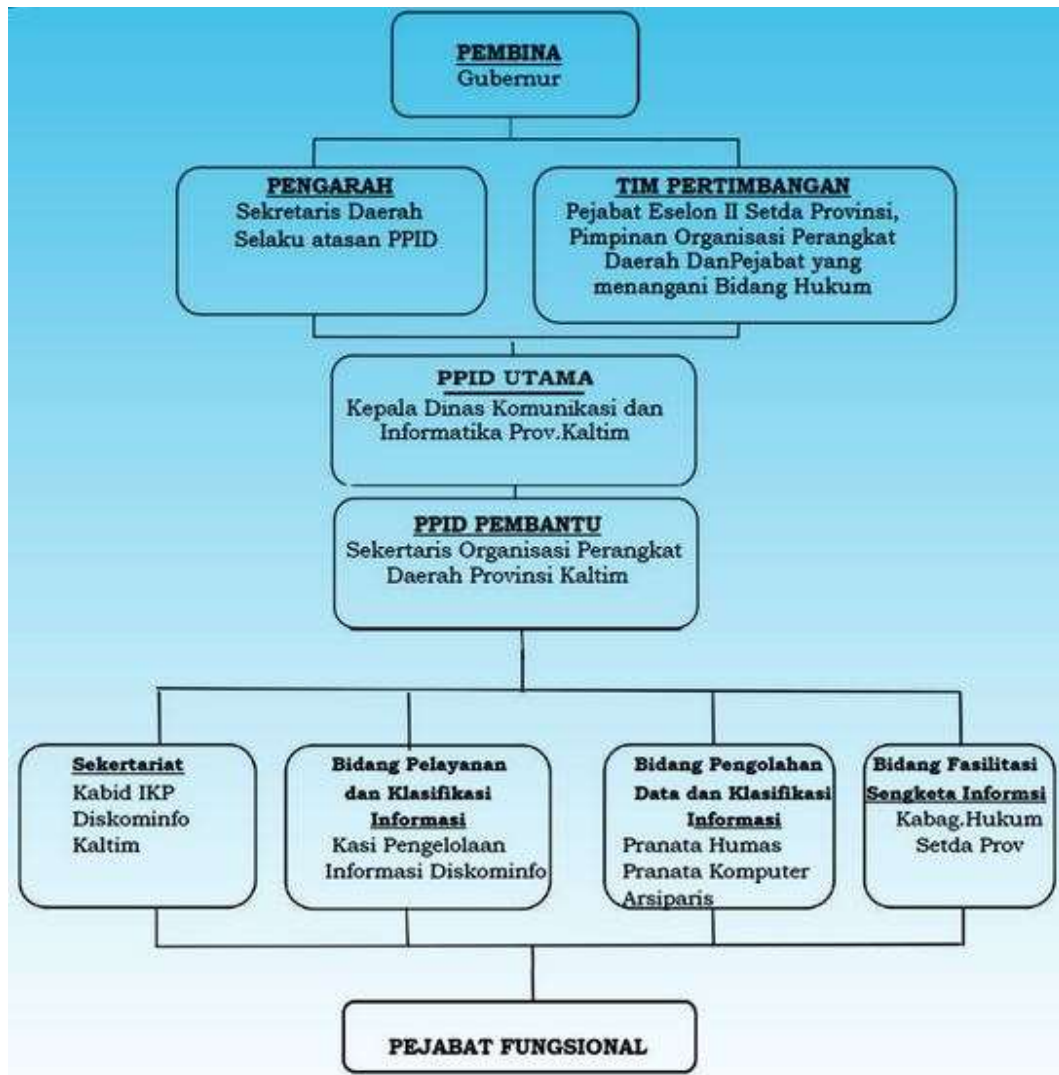 PEMBINA
Gubernur
PENGARAH
Sekretaris Daerah
Selaku atasan PPID
TIM PERTIMBANGAN
Pejabat Eselon II Setda Provinsi,
Pimpinan Organisasi Perangkat
Daerah DanPejabat yang
menangani Bidang Hukum
PPID UTAMA
Kepala Dinas Komunikasi dan
Informatika Prov.Kaltim
PPID PEMBANTU
Sekertaris Organisasi Perangkat
Daerah Provinsi Kaltim
Sekertariat
Kabid IKP
Diskominfo
Kaltim
Bidang Pelayanan
dan Klasifikasi
Informasi
Kasi Pengelolaan
Informasi Diskominfo
Bidang Pengolahan
Data dan Klasifikasi
Informasi
Pranata Humas
Pranata Komputer
Arsiparis
Bidang Fasilitasi
Sengketa Informsi
Kabag.Hukum
Setda Prov
PEJABAT FUNGSIONAL